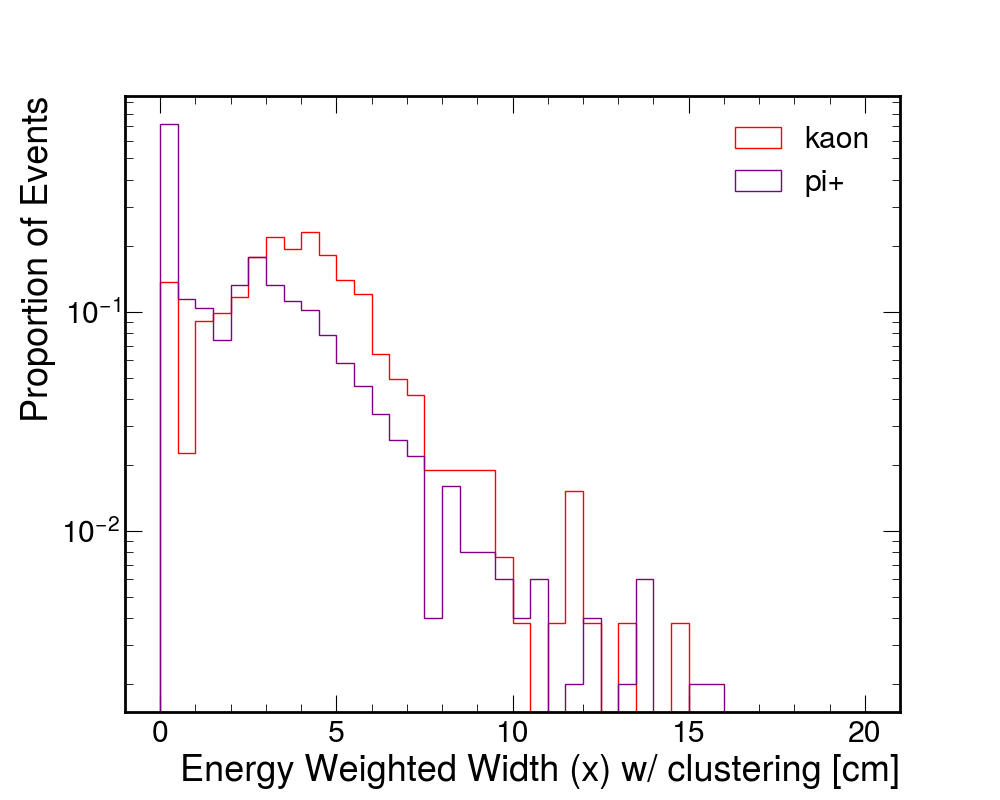 Proportion of Events
kaon
pi+
10⁻¹
10⁻²
0 5 10 15 20
Energy Weighted Width (x) w/ clustering [cm]